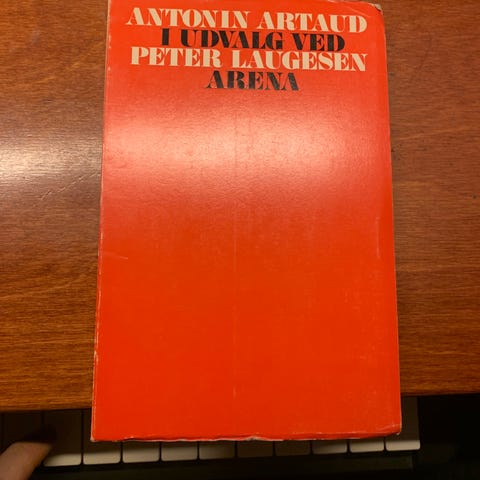 ANTONIN ARTAUD
I UDVALG VED
PETER LAUGESEN
ARENA